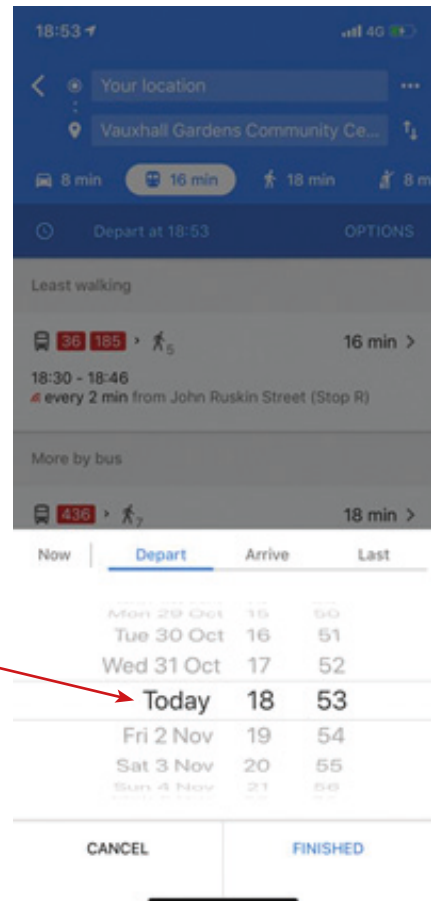 18:53 4G
Your location
Vauxhall Gardens Community Ce...
8 min 16 min 18 min 8 m
Depart at 18:53 OPTIONS
Least walking
36 185 > 5 16 min >
18:30 - 18:46
every 2 min from John Ruskin Street (Stop R)
More by bus
436 > 7 18 min >
Now Depart Arrive Last
Mon 29 Oct 15 50
Tue 30 Oct 16 51
Wed 31 Oct 17 52
Today 18 53
Fri 2 Nov 19 54
Sat 3 Nov 20 55
Sun 4 Nov 21 56
CANCEL FINISHED